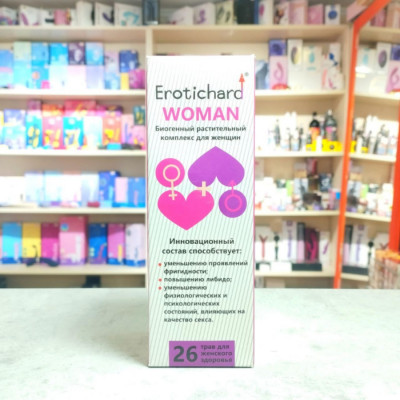 Erotichard®
WOMAN
Биогенный растительный
комплекс для женщин
Инновационный
состав способствует:
• уменьшению проявлений
фригидности;
• повышению либидо;
• уменьшению
физиологических и
психологических
состояний, влияющих на
качество секса.
26 трав для
женского
здоровья